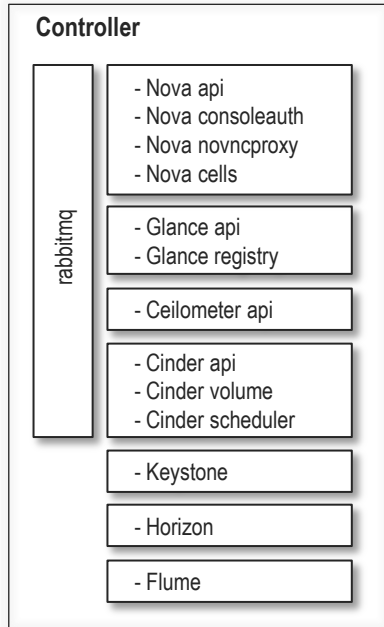 Controller
rabbitmq
- Nova api
- Nova consoleauth
- Nova novncproxy
- Nova cells
- Glance api
- Glance registry
- Ceilometer api
- Cinder api
- Cinder volume
- Cinder scheduler
- Keystone
- Horizon
- Flume